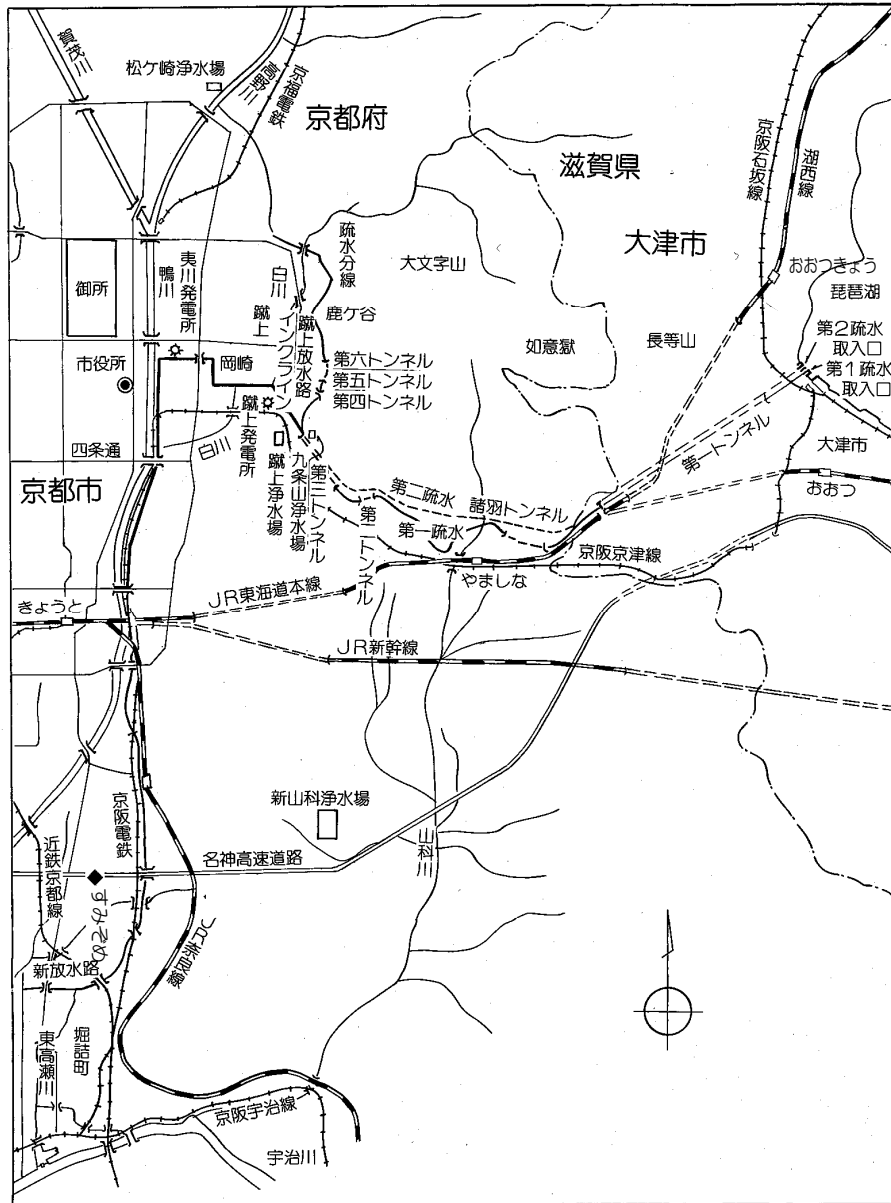 賀茂川
松ケ崎浄水場
高野川
京福電鉄
京都府
滋賀県
大津市
京阪石坂線
湖西線
おおつきょう
琵琶湖
第2疏水
取入口
第1疏水
取入口
大津市
おおつ
疏水分線
大文字山
鹿ケ谷
如意獄
長等山
御所
鴨川
夷川発電所
白川
蹴上
インクライン
蹴上放水路
市役所
岡崎
第六トンネル
第五トンネル
第四トンネル
四条通
白川
蹴上発電所
蹴上浄水場
九条山浄水場
第三トンネル
第二トンネル
第一トンネル
第二疏水
諸羽トンネル
第一疏水
京都市
京阪京津線
やましな
JR東海道本線
きょうと
JR新幹線
新山科浄水場
山科川
名神高速道路
京阪電鉄
近鉄京都線
すみぞめ
JR奈良線
新放水路
堀詰町
東高瀬川
京阪宇治線
宇治川